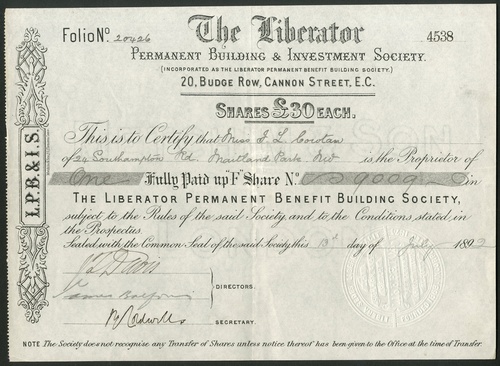 Folio No. 20426
The Liberator
4538
PERMANENT BUILDING & INVESTMENT SOCIETY.
(INCORPORATED AS THE LIBERATOR PERMANENT BENEFIT BUILDING SOCIETY.)
20, BUDGE ROW, CANNON STREET, E.C.
SHARES £30 EACH.
This is to Certify that Miss J. L. Cowtan
of 24 Southampton Rd. Maitland Park NW is the Proprietor of
One Fully Paid up "F" Share No. 9009 in
THE LIBERATOR PERMANENT BENEFIT BUILDING SOCIETY,
subject to the Rules of the said Society and to the Conditions stated in
the Prospectus.
Sealed with the Common Seal of the said Society this 13th day of July 1892
DIRECTORS.
SECRETARY.
NOTE The Society does not recognise any Transfer of Shares unless notice thereof has been given to the Office at the time of Transfer.
L.P.B. & I.S.